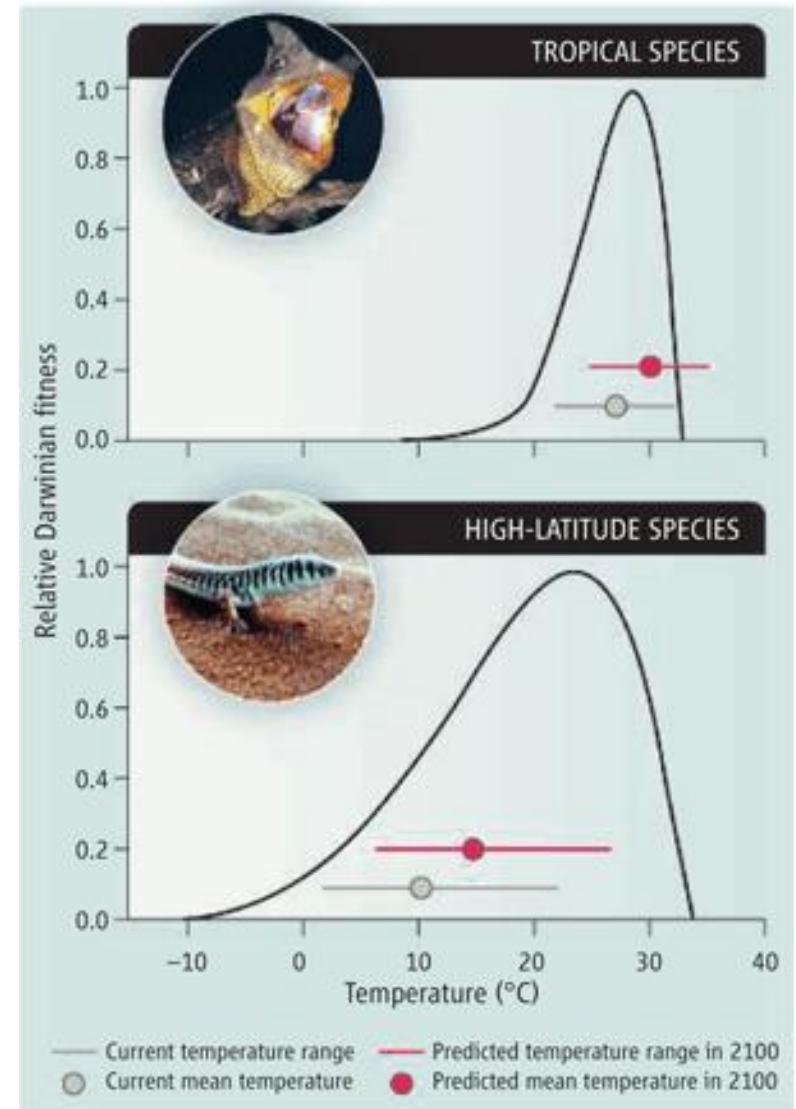 TROPICAL SPECIES
1.0
0.8
0.6
0.4
0.2
0.0
Relative Darwinian fitness
HIGH-LATITUDE SPECIES
1.0
0.8
0.6
0.4
0.2
0.0
–10 0 10 20 30 40
Temperature (°C)
Current temperature range Predicted temperature range in 2100
Current mean temperature Predicted mean temperature in 2100